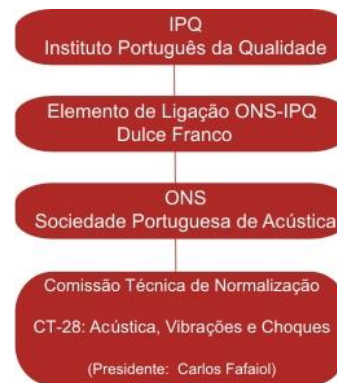 IPQ
Instituto Português da Qualidade
Elemento de Ligação ONS-IPQ
Dulce Franco
ONS
Sociedade Portuguesa de Acústica
Comissão Técnica de Normalização
CT-28: Acústica, Vibrações e Choques
(Presidente: Carlos Fafaiol)